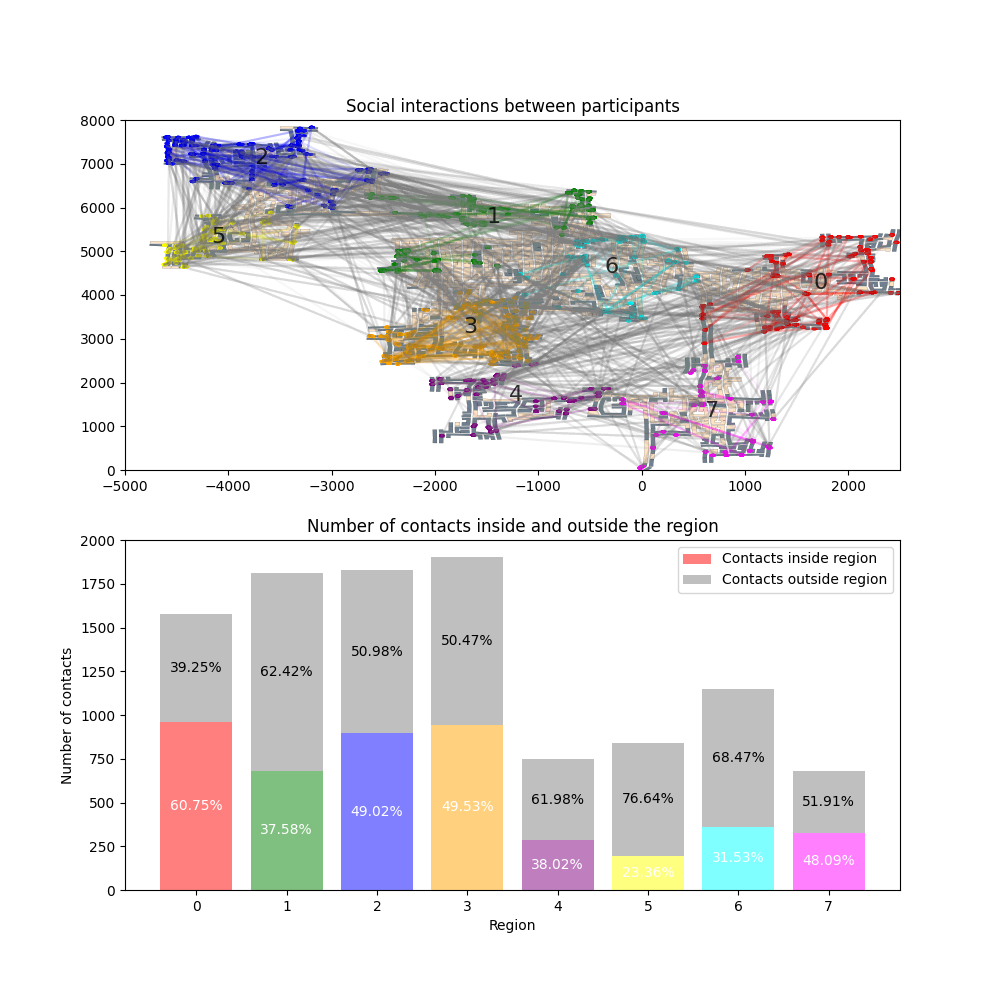 Social interactions between participants
8000
7000
6000
5000
4000
3000
2000
1000
0
2
1
5
6
0
3
4
7
−5000 −4000 −3000 −2000 −1000 0 1000 2000
Number of contacts inside and outside the region
2000
1750
1500
1250
1000
750
500
250
0
Number of contacts
Contacts inside region
Contacts outside region
39.25% 62.42% 50.98% 50.47% 61.98% 76.64% 68.47% 51.91%
60.75% 37.58% 49.02% 49.53% 38.02% 23.36% 31.53% 48.09%
0 1 2 3 4 5 6 7
Region